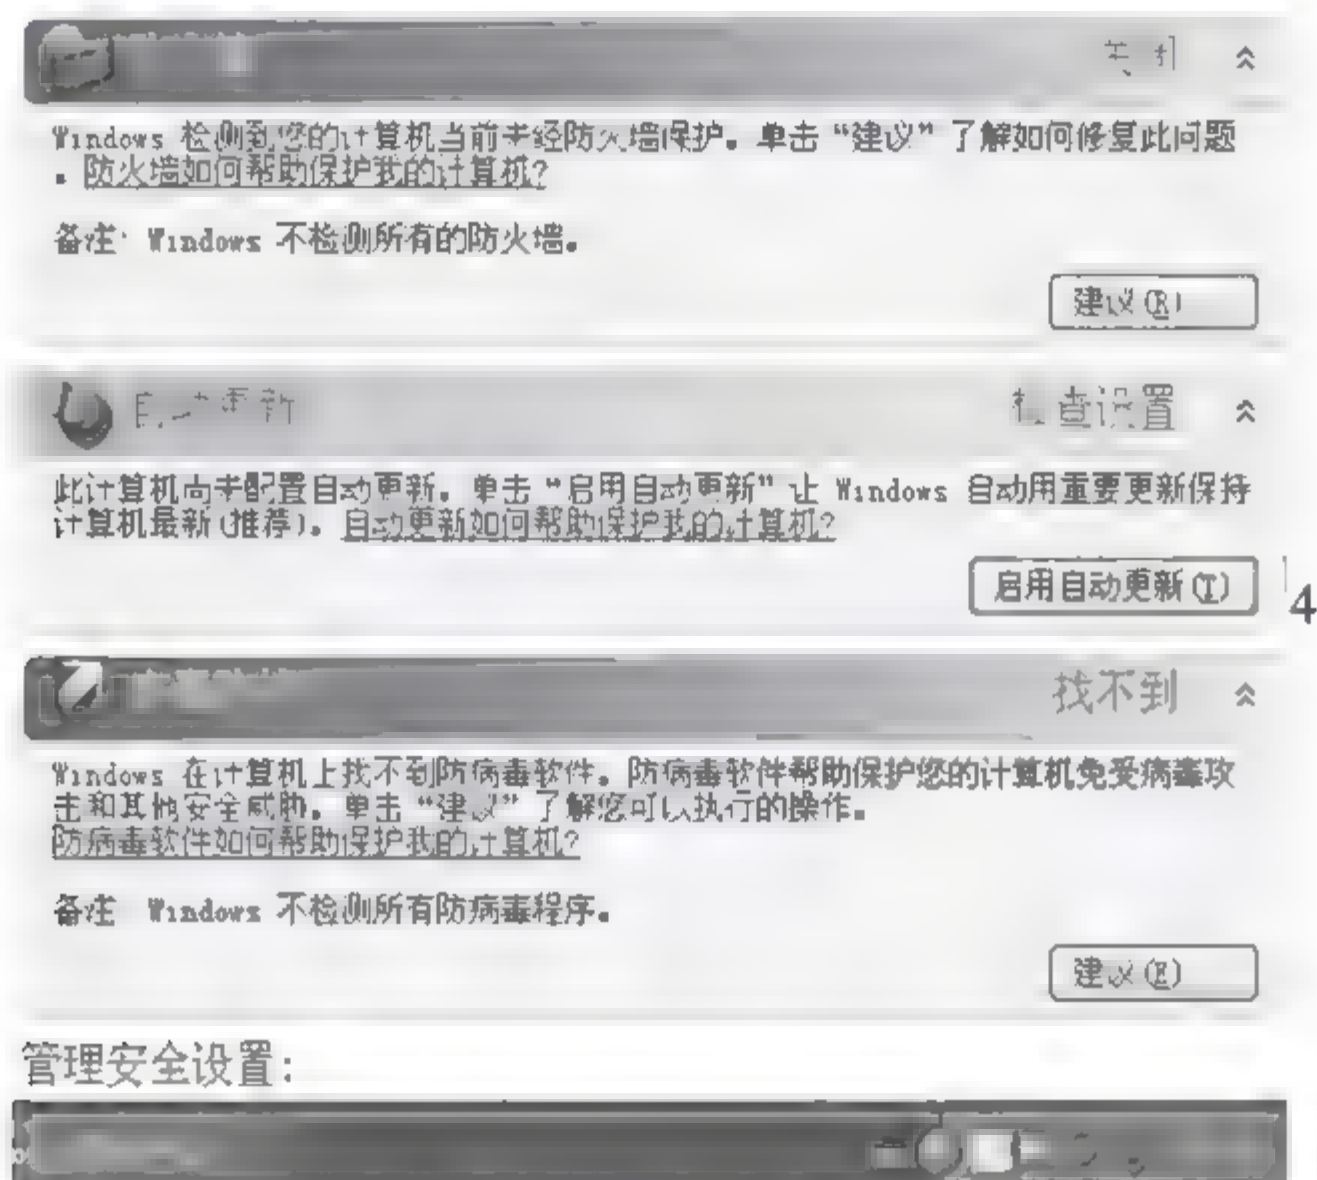 关闭
Windows 检测到您的计算机当前未经防火墙保护。单击“建议”了解如何修复此问题
。防火墙如何帮助保护我的计算机?
备注: Windows 不检测所有的防火墙。
建议(R)
自动更新 检查设置
此计算机尚未配置自动更新。单击“启用自动更新”让 Windows 自动用重要更新保持
计算机最新(推荐)。自动更新如何帮助保护我的计算机?
启用自动更新(T)
4
找不到
Windows 在计算机上找不到防病毒软件。防病毒软件帮助保护您的计算机免受病毒攻
击和其他安全威胁。单击“建议”了解您可以执行的操作。
防病毒软件如何帮助保护我的计算机?
备注 Windows 不检测所有防病毒程序。
建议(E)
管理安全设置: